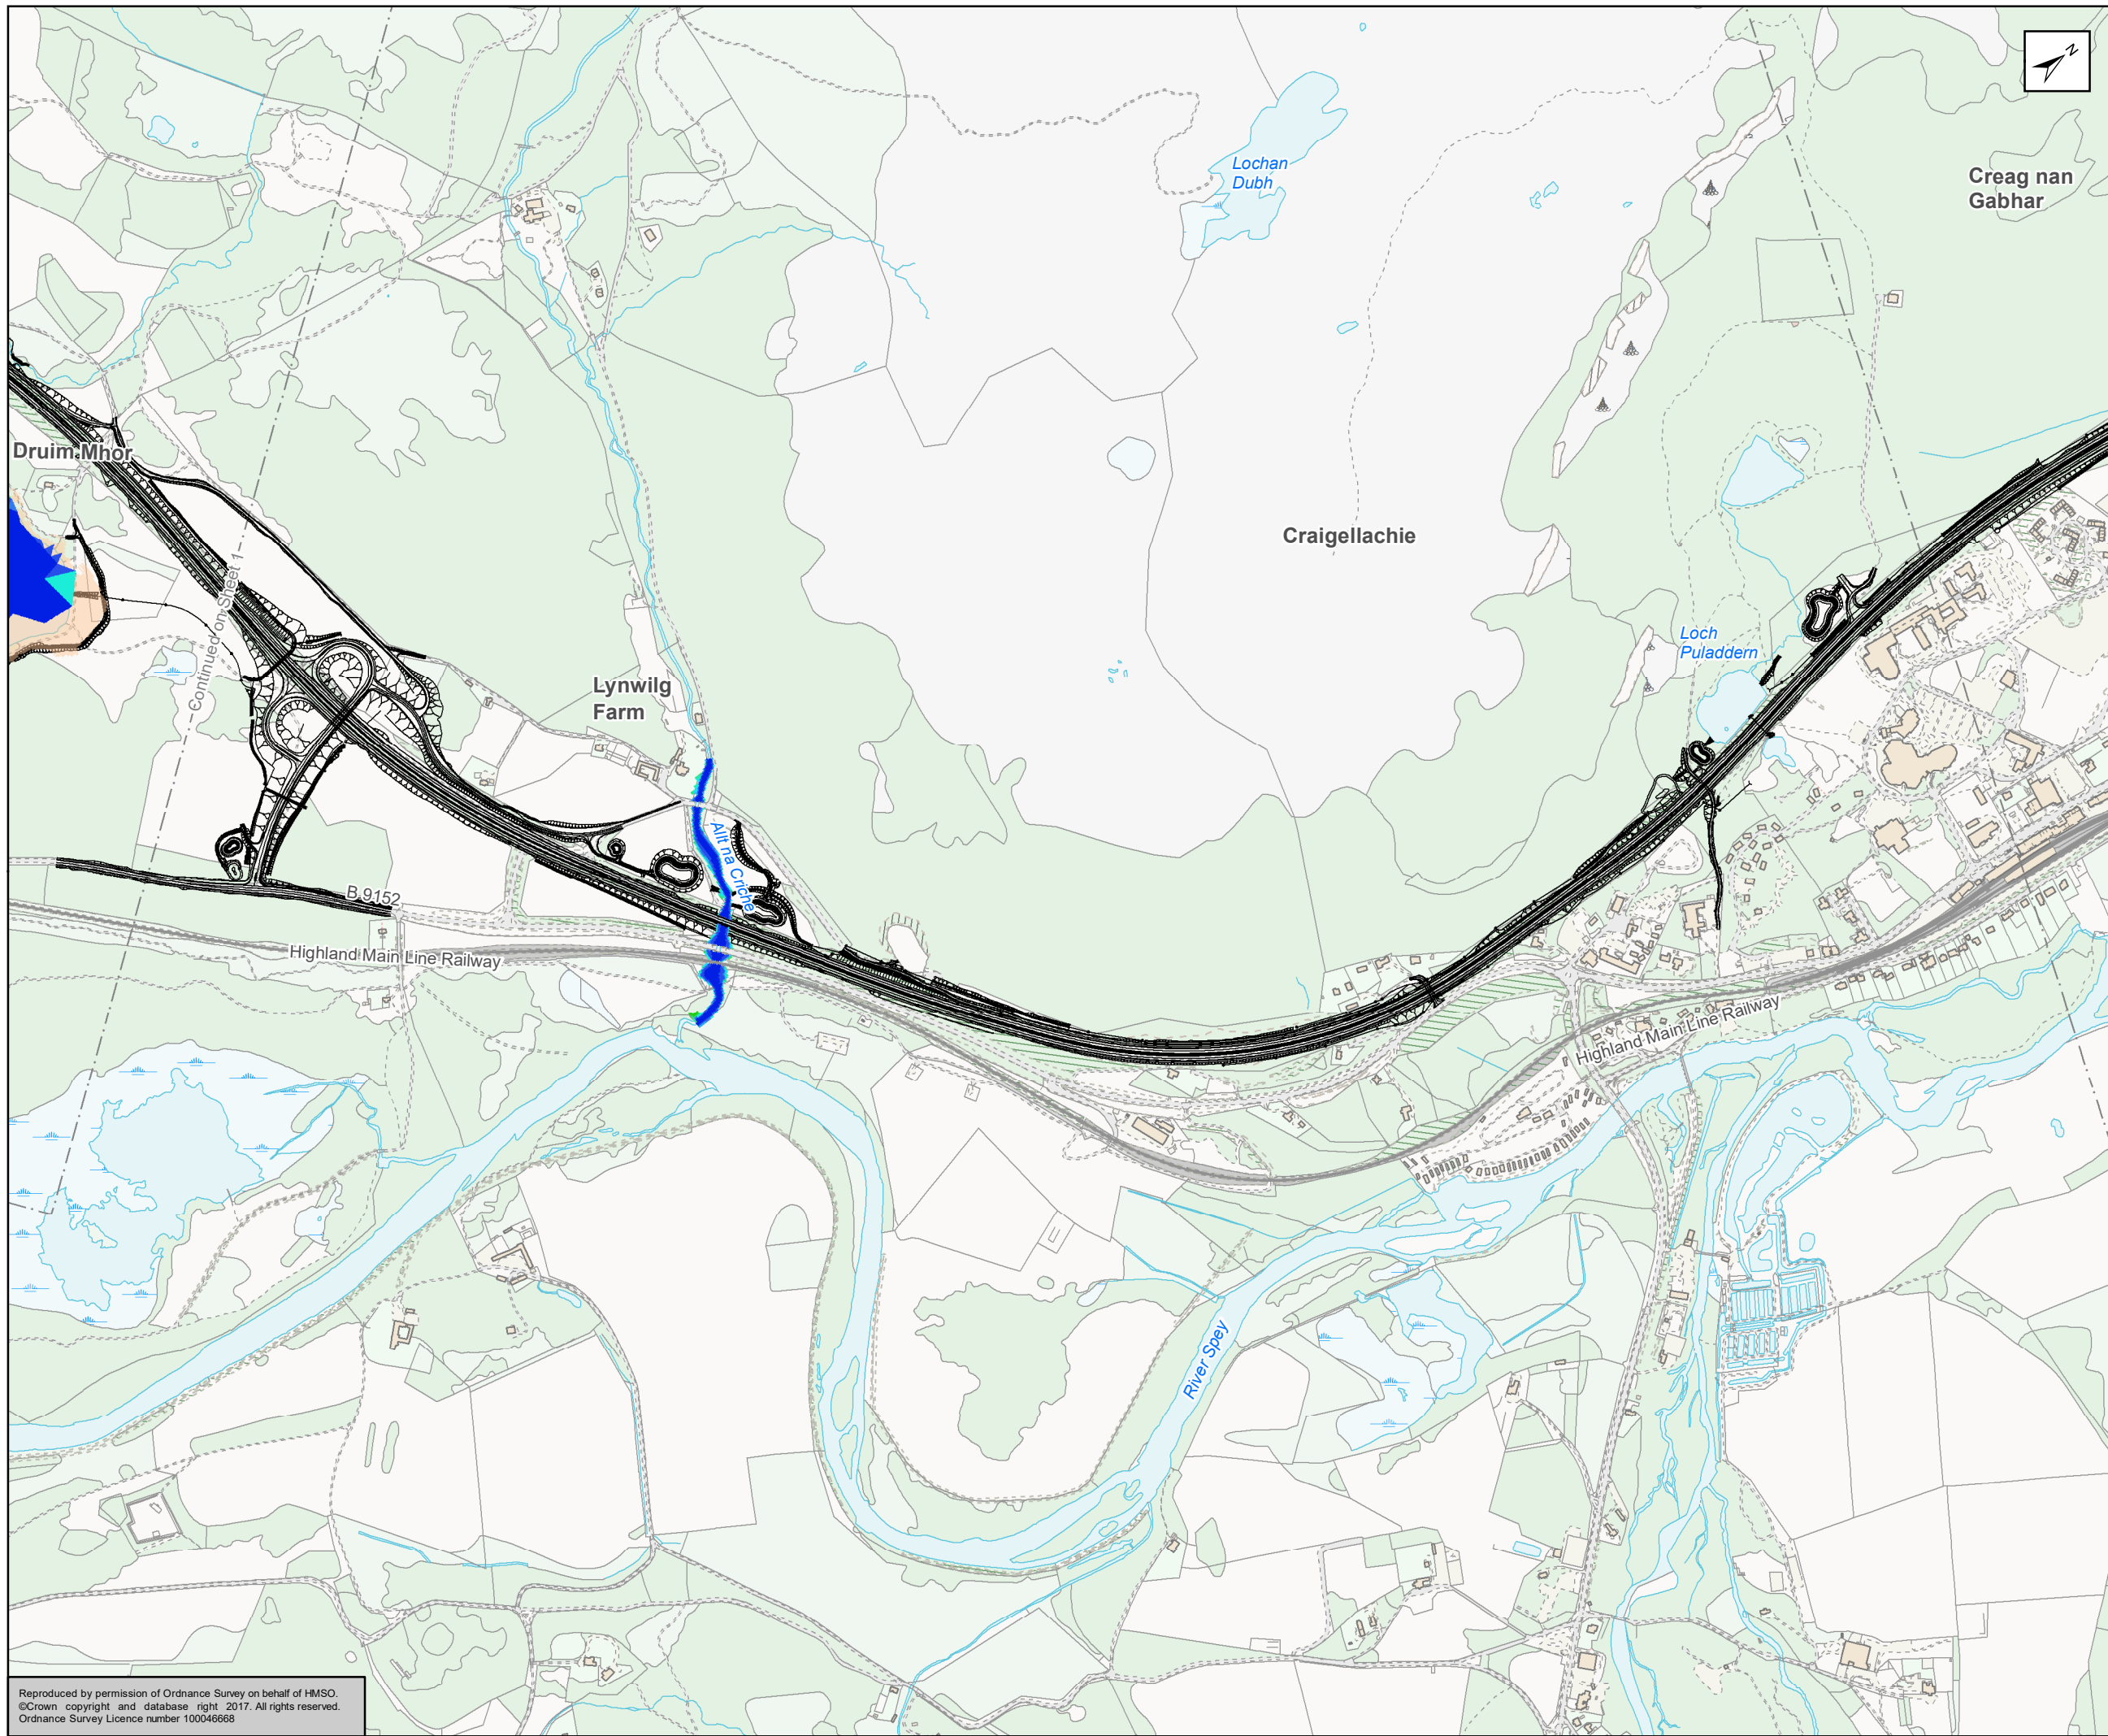 N
Lochan
Dubh
Creag nan
Gabhar
Druim Mhor
Craigellachie
Continued on Sheet 1
Loch
Puladdern
Lynwilg
Farm
Allt na Criche
B 9152
Highland Main Line Railway
Highland Main Line Railway
River Spey
Reproduced by permission of Ordnance Survey on behalf of HMSO.
©Crown copyright and database right 2017. All rights reserved.
Ordnance Survey Licence number 100046668